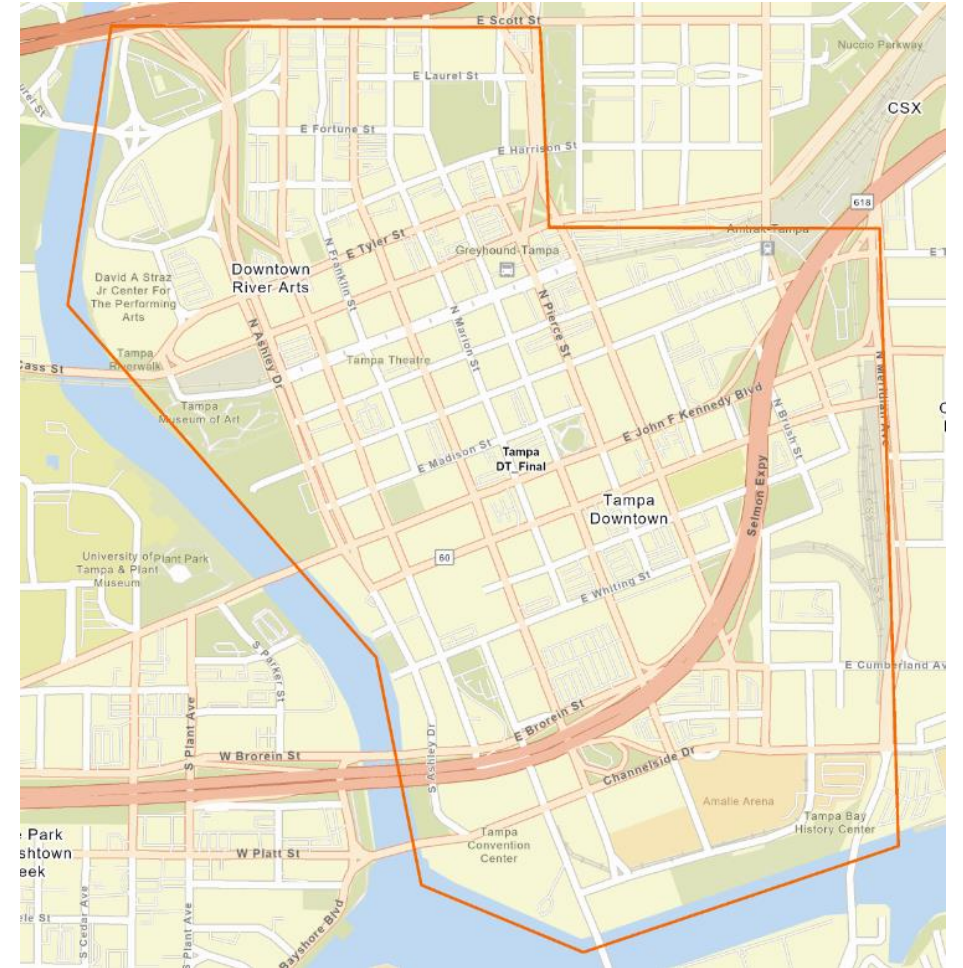 E Scott St
Nuccio Parkway
E Laurel St
CSX
E Fortune St
E Harrison St
618
E Tyler St
N Franklin St
Greyhound-Tampa
Amtrak-Tampa
Downtown
River Arts
David A Straz
Jr Center For
The Performing
Arts
N Marion St
N Pierce St
N Ashley Dr
Tampa
Riverwalk
Cass St
Tampa Theatre
Tampa
Museum of Art
E John F Kennedy Blvd
N Brush St
N Meridian Ave
E Madison St
Tampa
DT_Final
Tampa
Downtown
Selmon Expy
60
University of
Tampa & Plant
Museum
Plant Park
E Whiting St
S Parker St
E Cumberland Av
S Plant Ave
E Brorein St
W Brorein St
S Ashley Dr
Channelside Dr
Amalie Arena
Tampa Bay
History Center
Tampa
Convention
Center
Park
W Platt St
S Cedar Ave
S Plant Ave
Bayshore Blvd